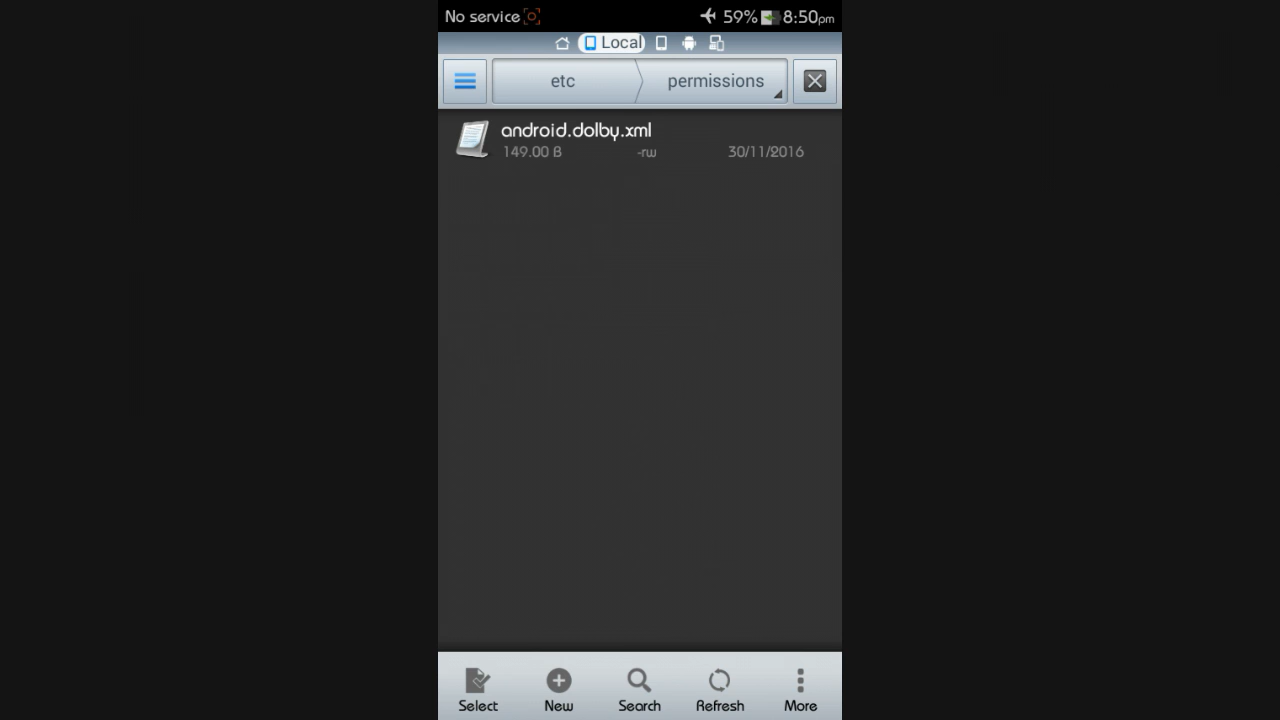 No service 59% 8:50pm
Local
etc permissions
android.dolby.xml
149.00 B -rw 30/11/2016
Select New Search Refresh More